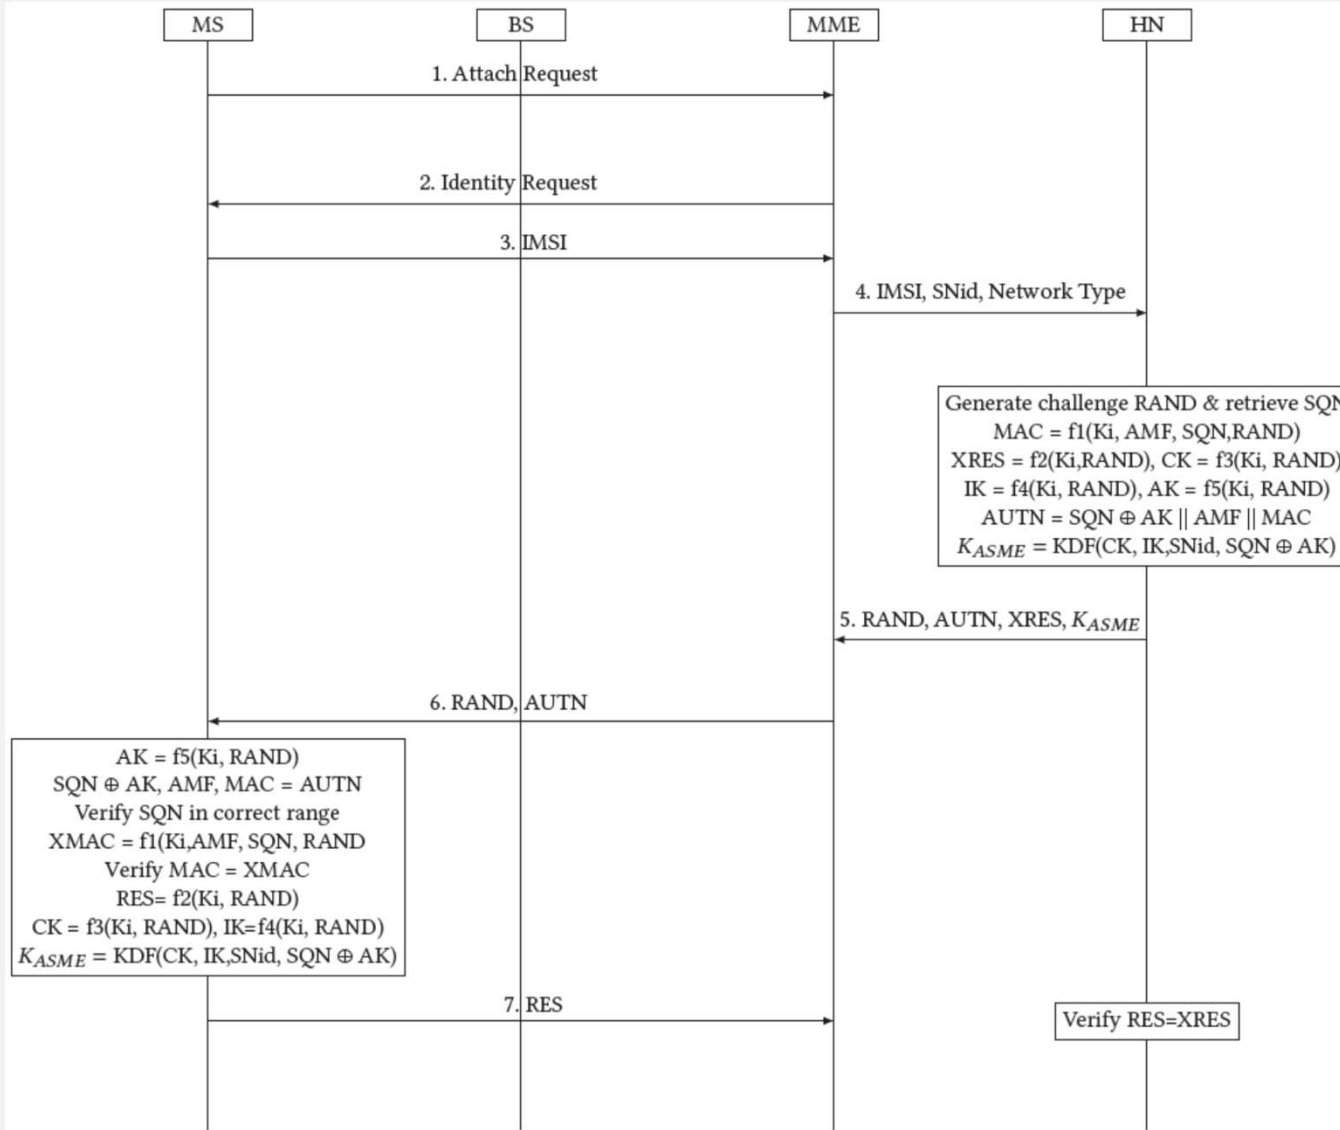 MS
BS
MME
HN
1. Attach Request
2. Identity Request
3. IMSI
4. IMSI, SNid, Network Type
Generate challenge RAND & retrieve SQN
MAC = f1(Ki, AMF, SQN,RAND)
XRES = f2(Ki,RAND), CK = f3(Ki, RAND)
IK = f4(Ki, RAND), AK = f5(Ki, RAND)
AUTN = SQN ⊕ AK || AMF || MAC
K_ASME = KDF(CK, IK,SNid, SQN ⊕ AK)
5. RAND, AUTN, XRES, K_ASME
6. RAND, AUTN
AK = f5(Ki, RAND)
SQN ⊕ AK, AMF, MAC = AUTN
Verify SQN in correct range
XMAC = f1(Ki,AMF, SQN, RAND
Verify MAC = XMAC
RES= f2(Ki, RAND)
CK = f3(Ki, RAND), IK=f4(Ki, RAND)
K_ASME = KDF(CK, IK,SNid, SQN ⊕ AK)
7. RES
Verify RES=XRES